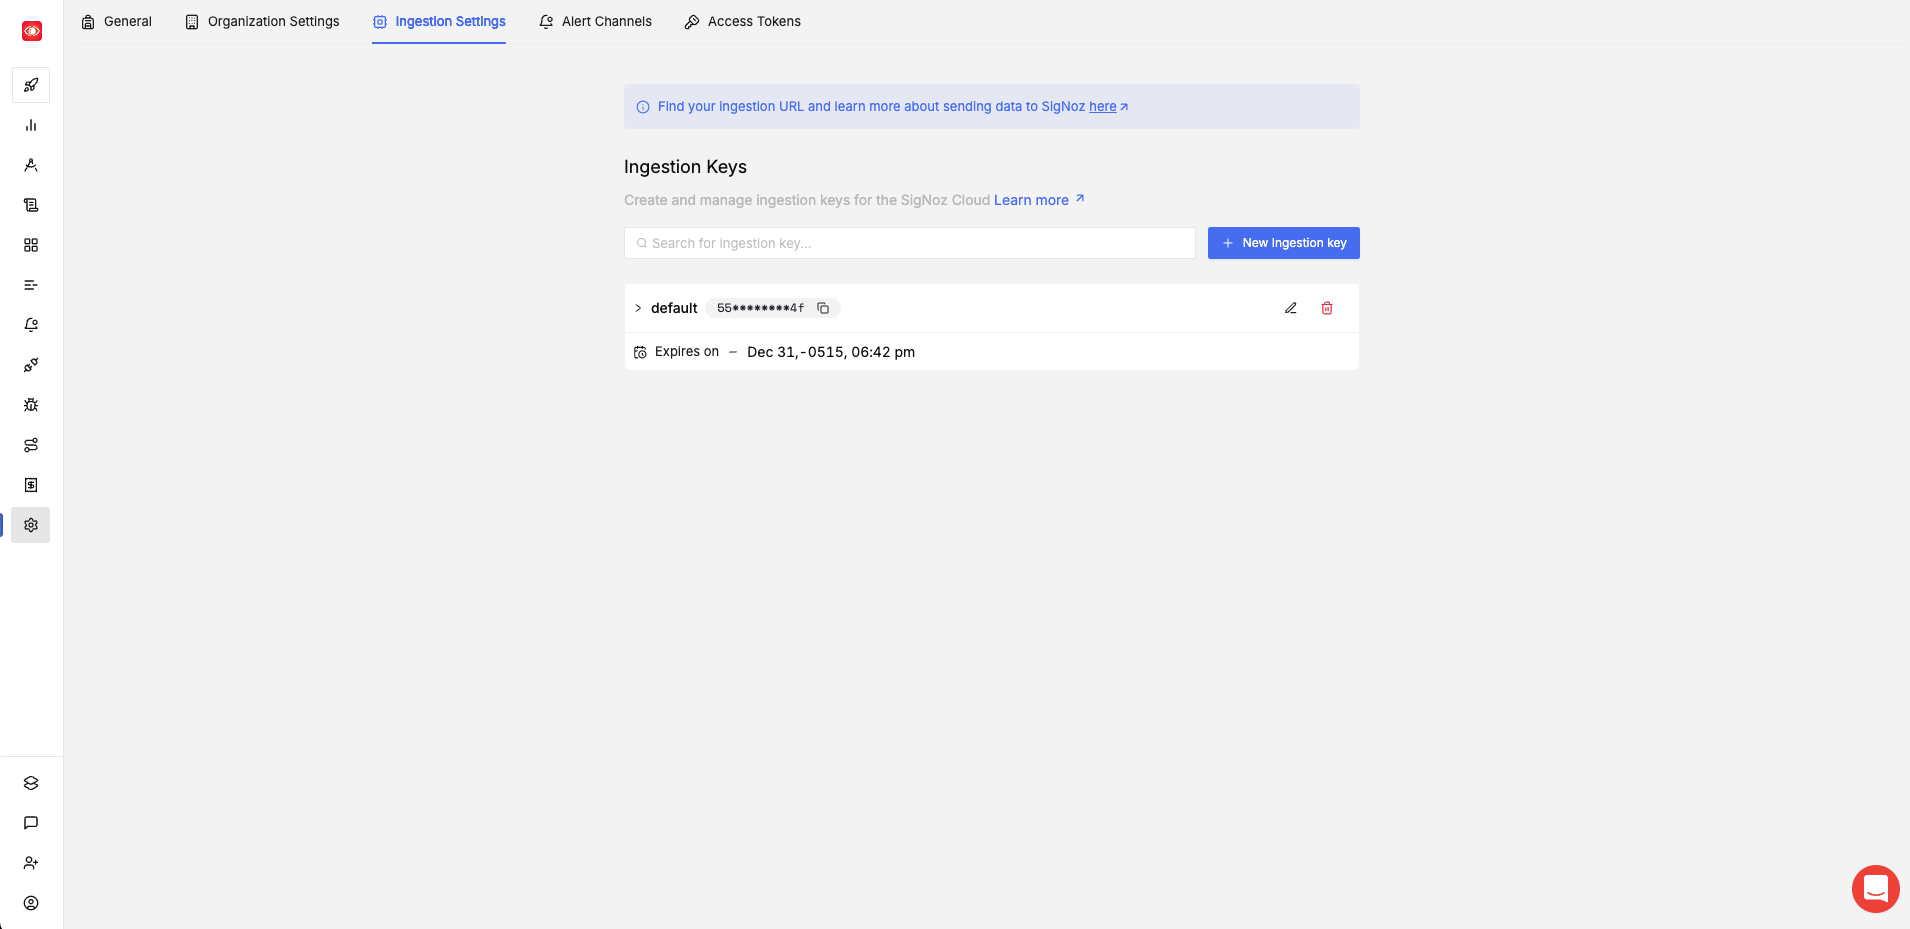 General
Organization Settings
Ingestion Settings
Alert Channels
Access Tokens
Find your ingestion URL and learn more about sending data to SigNoz here
Ingestion Keys
Create and manage ingestion keys for the SigNoz Cloud Learn more
Search for ingestion key...
New Ingestion key
default 55********4f
Expires on — Dec 31,-0515, 06:42 pm